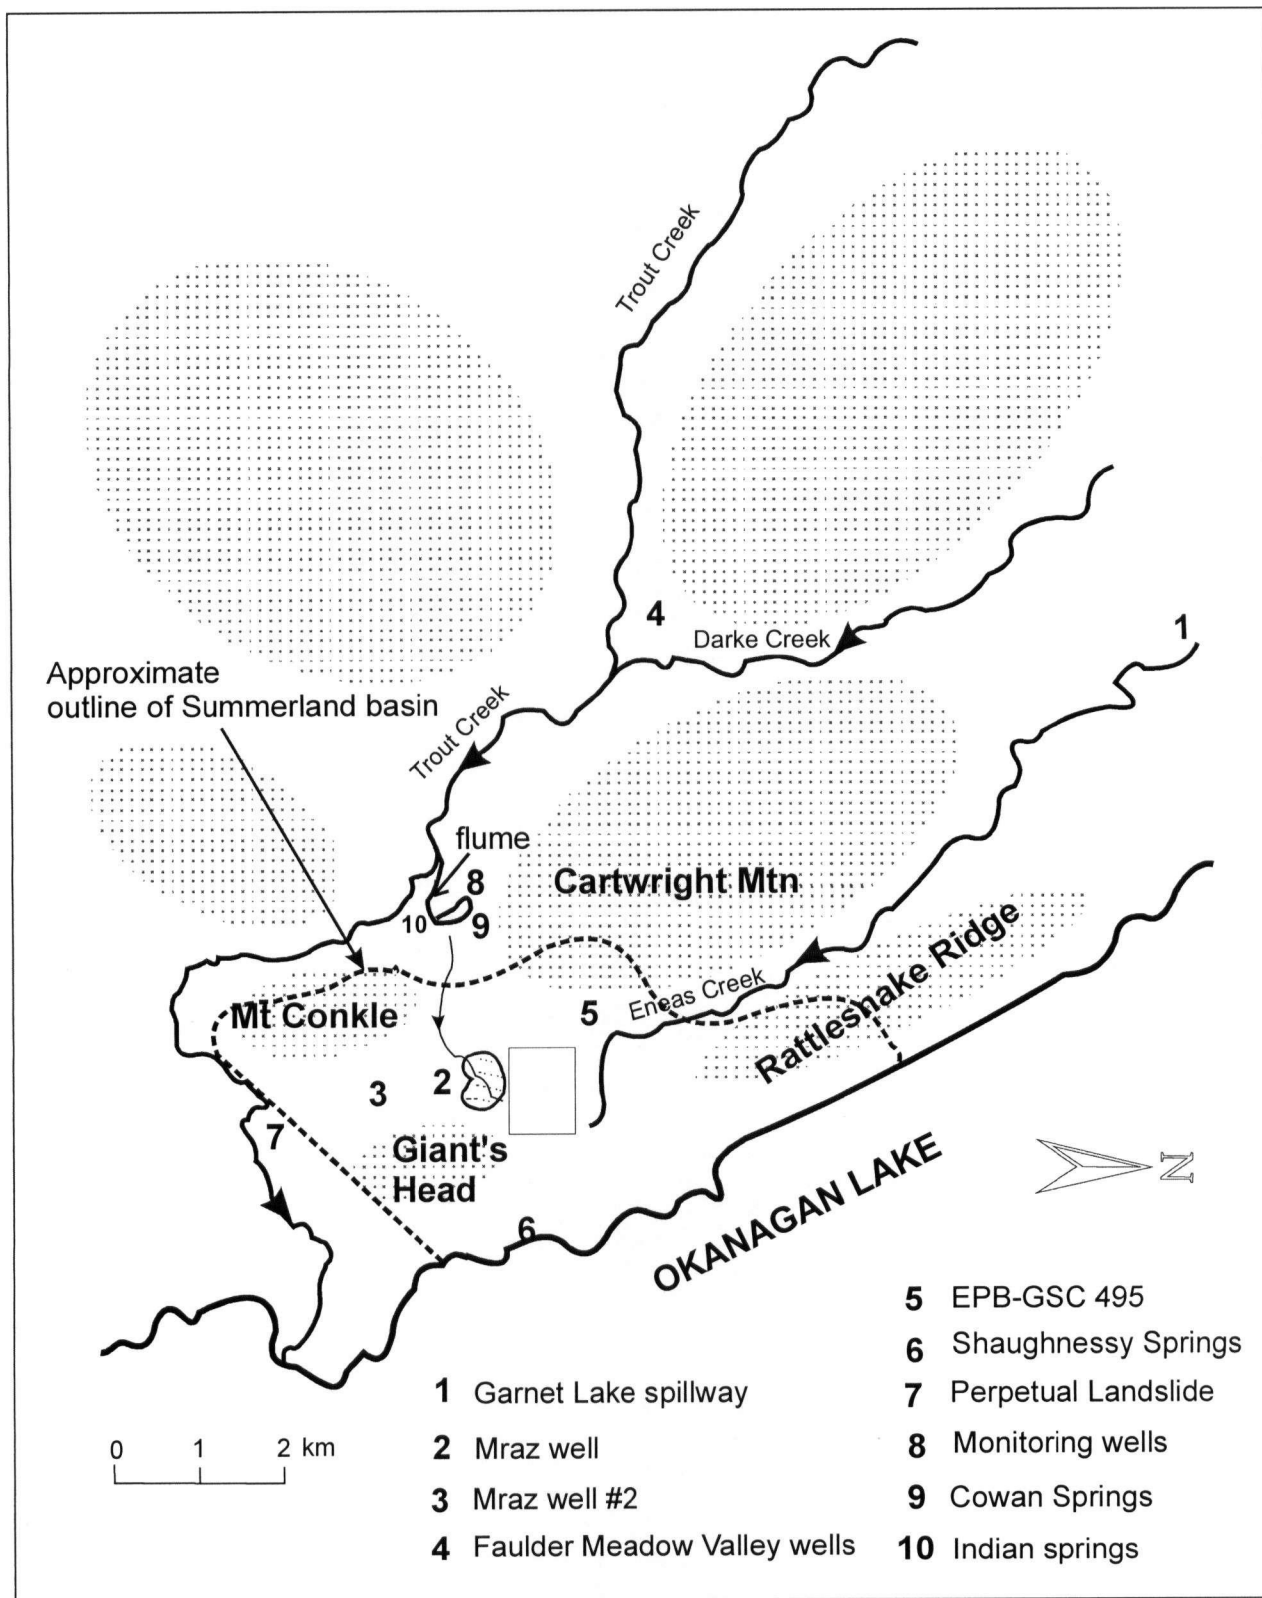 Trout Creek
4
Darke Creek
1
Approximate
outline of Summerland basin
Trout Creek
flume
8
Cartwright Mtn
10
9
Rattlesnake Ridge
Eneas Creek
5
Mt Conkle
3
2
7
Giant's
Head
6
OKANAGAN LAKE
N
0 1 2 km
1 Garnet Lake spillway
2 Mraz well
3 Mraz well #2
4 Faulder Meadow Valley wells
5 EPB-GSC 495
6 Shaughnessy Springs
7 Perpetual Landslide
8 Monitoring wells
9 Cowan Springs
10 Indian springs